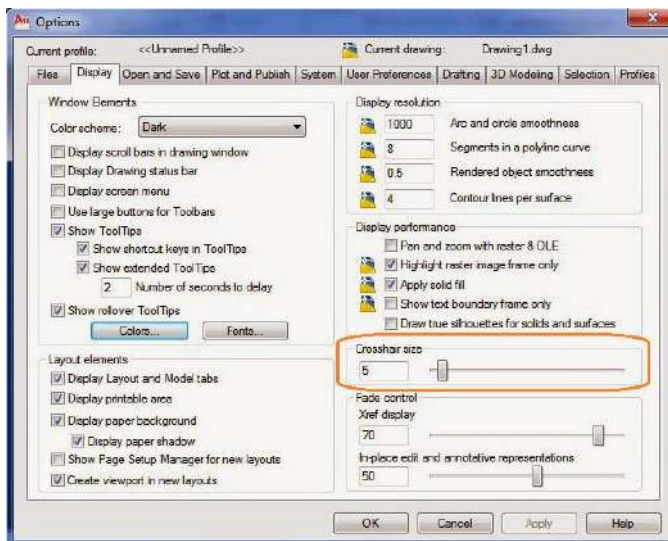 Options
Current profile: <<Unnamed Profile>> Current drawing: Drawing1.dwg
Files Display Open and Save Plot and Publish System User Preferences Drafting 3D Modeling Selection Profiles
Window Elements
Color scheme: Dark
Display scroll bars in drawing window
Display Drawing status bar
Display screen menu
Use large buttons for Toolbars
Show ToolTips
Show shortcut keys in ToolTips
Show extended ToolTips
2 Number of seconds to delay
Show rollover ToolTips
Colors... Fonts...
Layout elements
Display Layout and Model tabs
Display printable area
Display paper background
Display paper shadow
Show Page Setup Manager for new layouts
Create viewport in new layouts
Display resolution
1000 Arc and circle smoothness
8 Segments in a polyline curve
0.5 Rendered object smoothness
4 Contour lines per surface
Display performance
Pan and zoom with raster & OLE
Highlight raster image frame only
Apply solid fill
Show text boundary frame only
Draw true silhouettes for solids and surfaces
Crosshair size
5
Fade control
Xref display
70
In-place edit and annotative representations
50
OK Cancel Apply Help